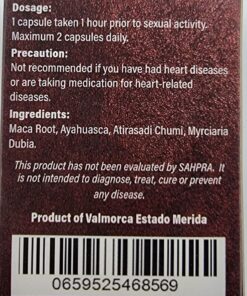 Dosage:
1 capsule taken 1 hour prior to sexual activity.
Maximum 2 capsules daily.
Precaution:
Not recommended if you have had heart diseases
or are taking medication for heart-related
diseases.
Ingredients:
Maca Root, Ayahuasca, Atirasadi Chumi, Myrciaria
Dubia.
This product has not been evaluated by SAHPRA. It
is not intended to diagnose, treat, cure or prevent
any disease.
Product of Valmorca Estado Merida
0659525468569